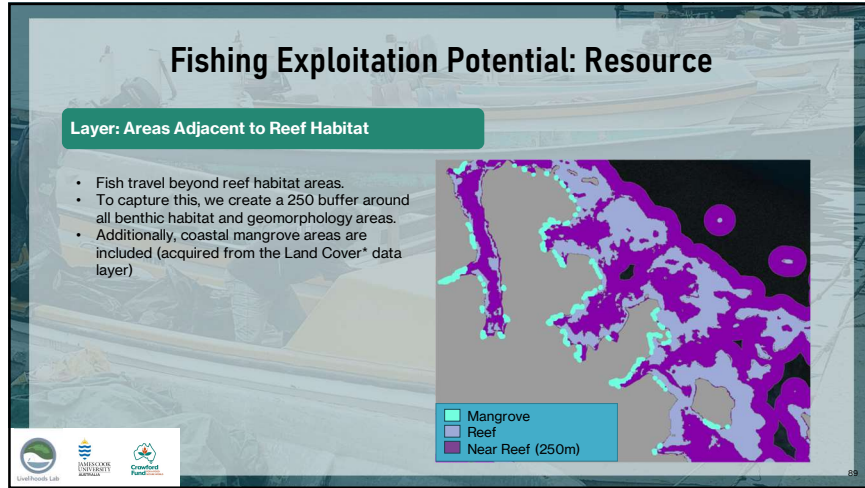 Fishing Exploitation Potential: Resource
Layer: Areas Adjacent to Reef Habitat
• Fish travel beyond reef habitat areas.
• To capture this, we create a 250 buffer around
all benthic habitat and geomorphology areas.
• Additionally, coastal mangrove areas are
included (acquired from the Land Cover* data
layer)
Mangrove
Reef
Near Reef (250m)
Livelihoods Lab
JAMES COOK
UNIVERSITY
AUSTRALIA
Crawford
Fund
89